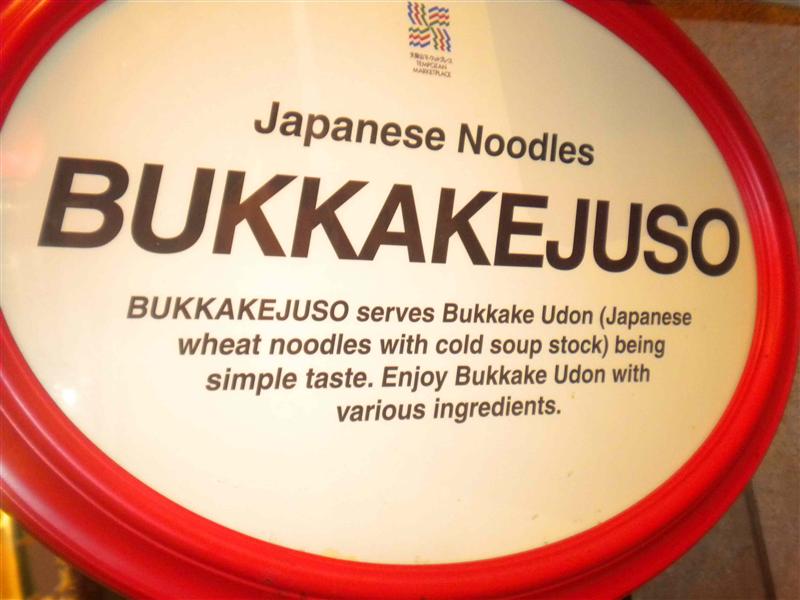 TEMPOZAN
MARKETPLACE
Japanese Noodles
BUKKAKEJUSO
BUKKAKEJUSO serves Bukkake Udon (Japanese
wheat noodles with cold soup stock) being
simple taste. Enjoy Bukkake Udon with
various ingredients.